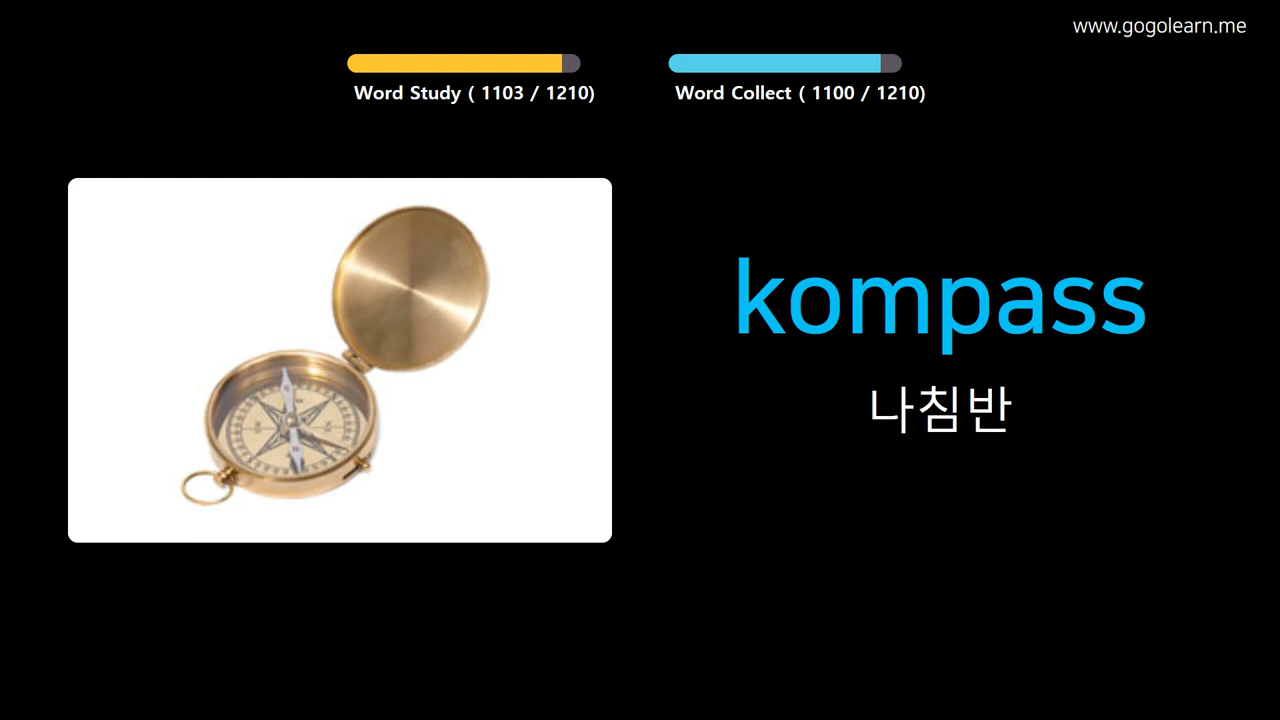 www.gogolearn.me
Word Study ( 1103 / 1210)
Word Collect ( 1100 / 1210)
kompass
나침반